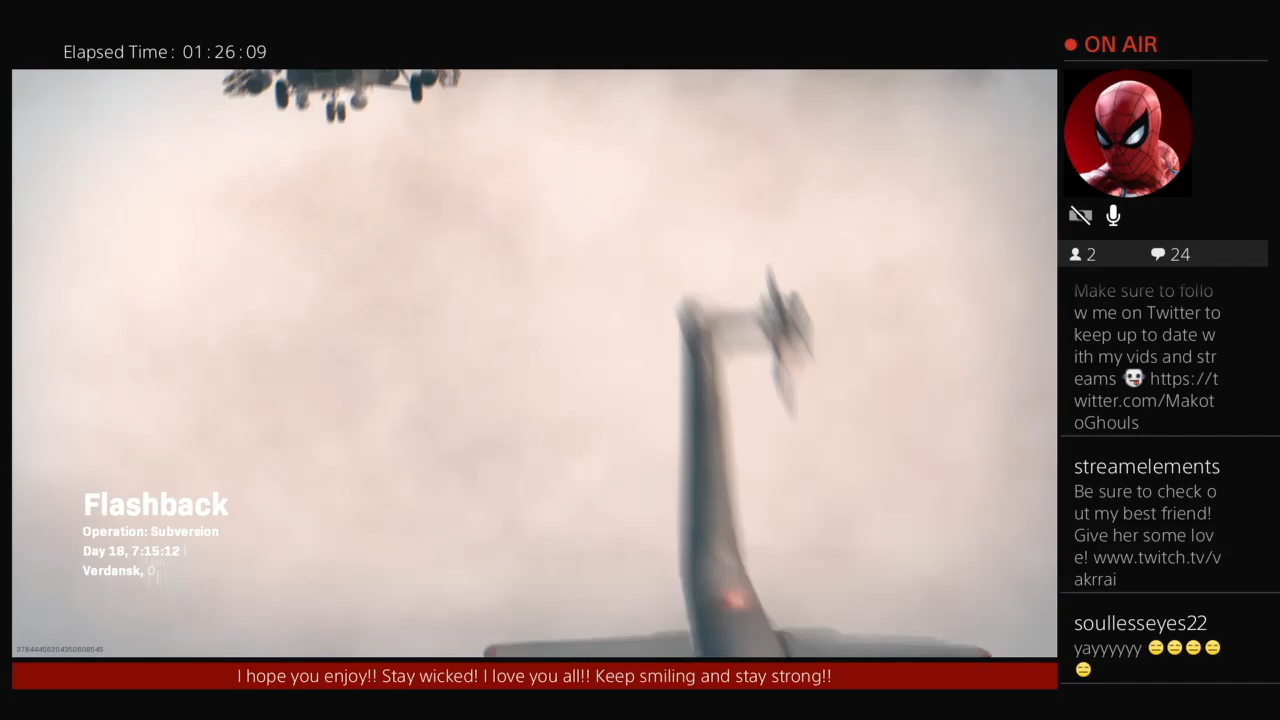 Elapsed Time: 01:26:09
ON AIR
2
24
Make sure to follo
w me on Twitter to
keep up to date w
ith my vids and str
eams 👻 https://t
witter.com/Makot
oGhouls
streamelements
Be sure to check o
ut my best friend!
Give her some lov
e! www.twitch.tv/v
akrrai
soullesseyes22
yayyyyyy 😑😑😑😑
😑
Flashback
Operation: Subversion
Day 18, 7:15:12
Verdansk,
I hope you enjoy!! Stay wicked! I love you all!! Keep smiling and stay strong!!